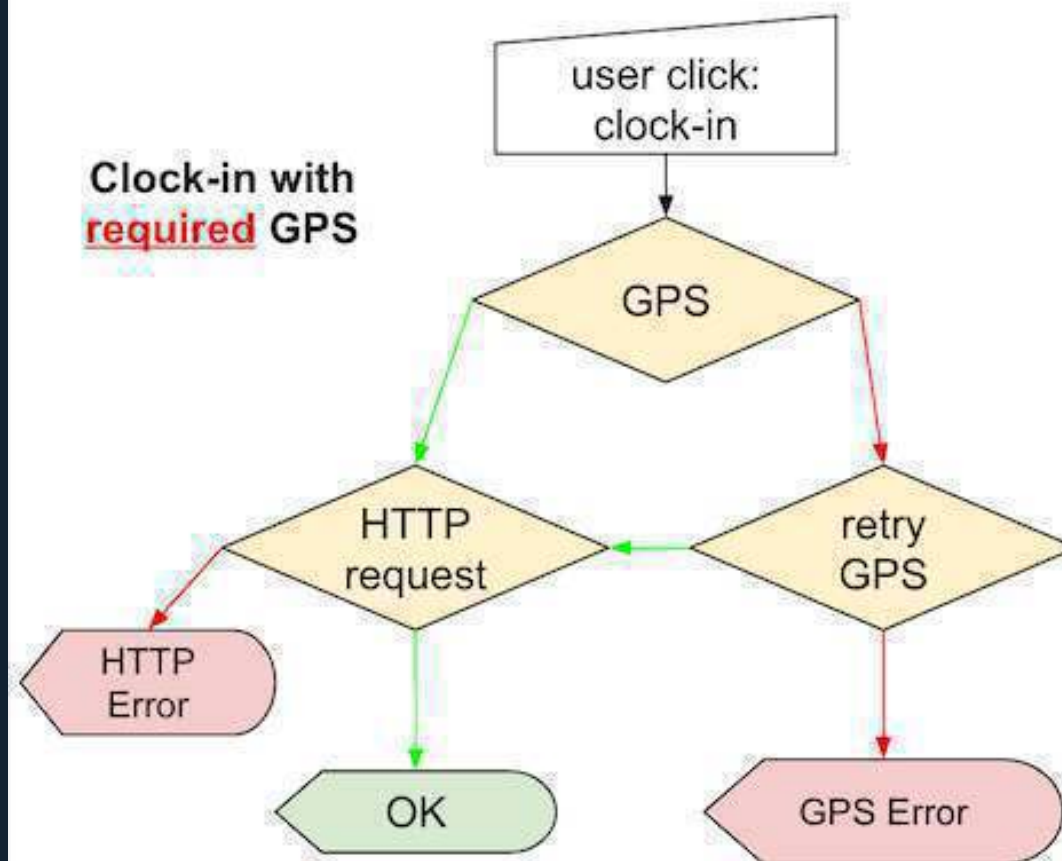 user click:
clock-in
Clock-in with
required GPS
GPS
HTTP
request
retry
GPS
HTTP
Error
OK
GPS Error